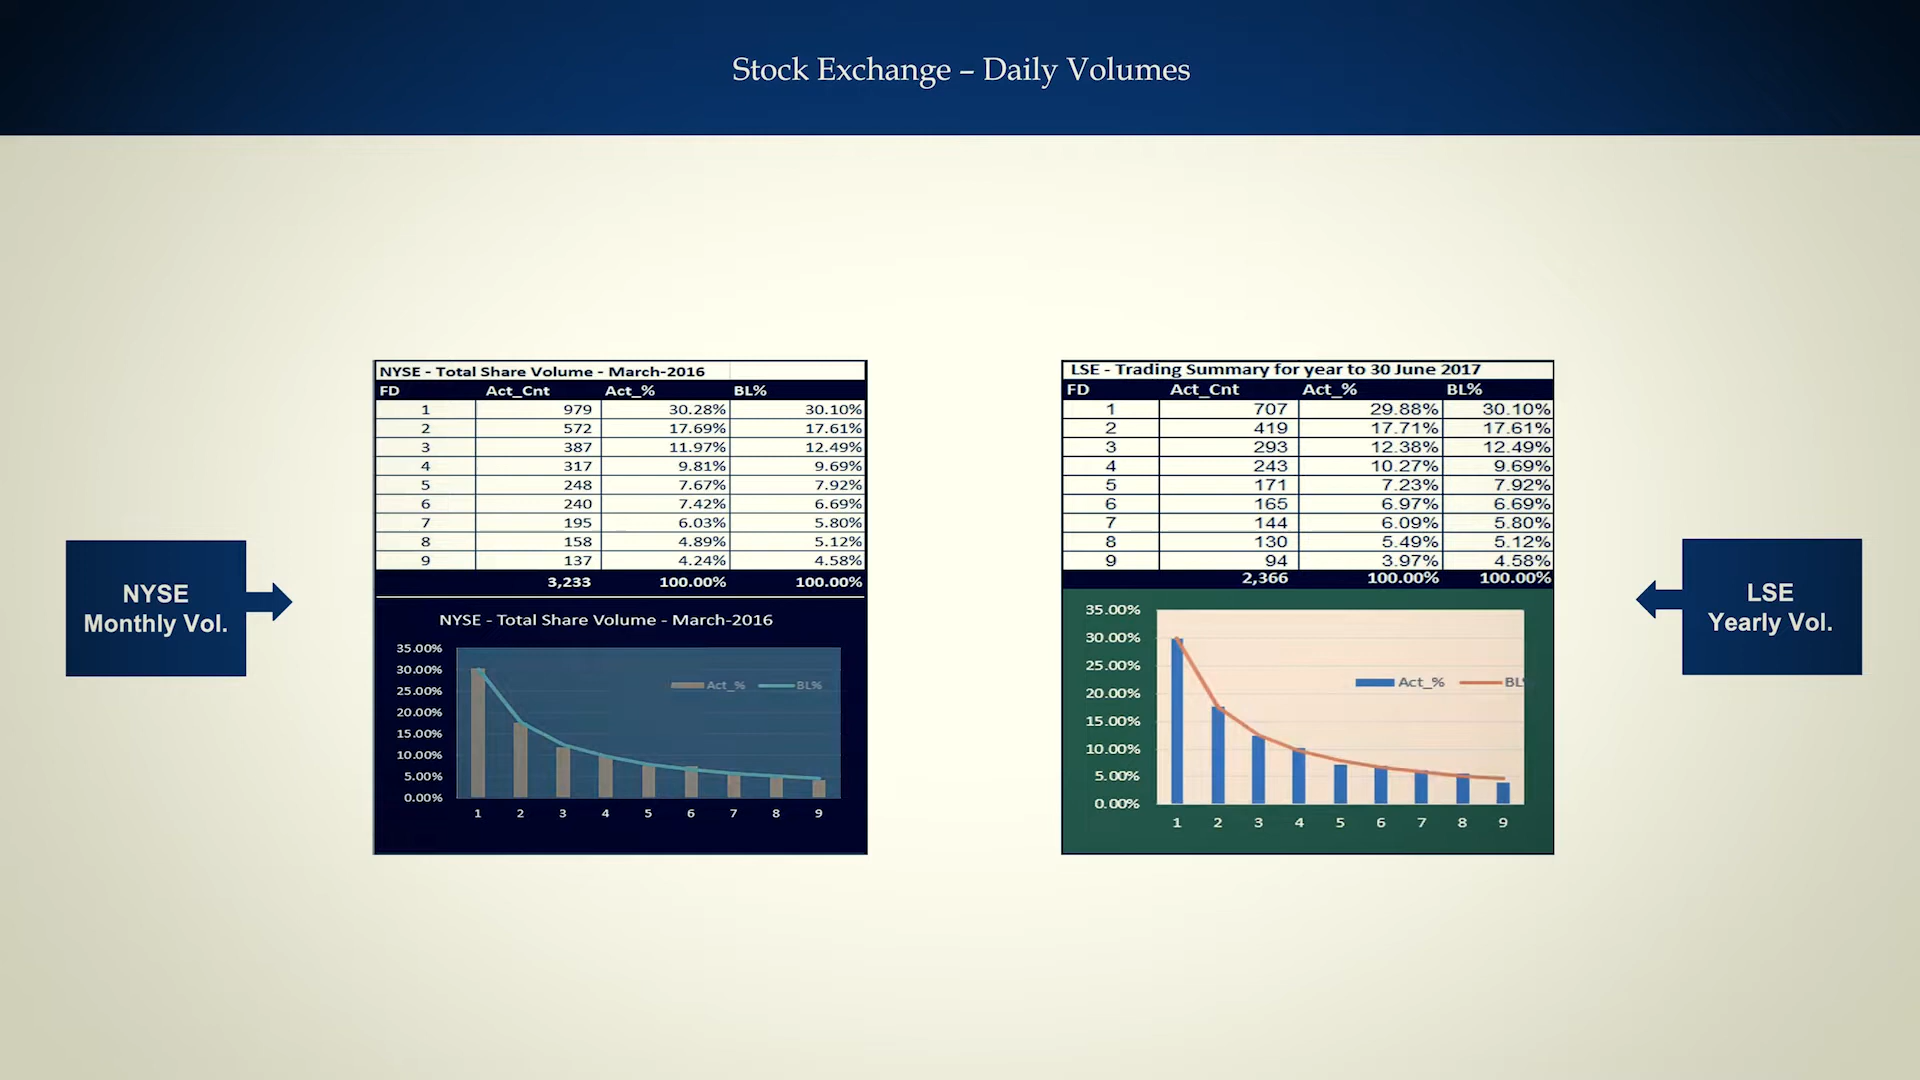 Stock Exchange – Daily Volumes
NYSE
Monthly Vol.
NYSE - Total Share Volume - March-2016
FD Act_Cnt Act_% BL%
1 979 30.28% 30.10%
2 572 17.69% 17.61%
3 387 11.97% 12.49%
4 317 9.81% 9.69%
5 248 7.67% 7.92%
6 240 7.42% 6.69%
7 195 6.03% 5.80%
8 158 4.89% 5.12%
9 137 4.24% 4.58%
3,233 100.00% 100.00%
NYSE - Total Share Volume - March-2016
35.00%
30.00%
25.00%
20.00%
15.00%
10.00%
5.00%
0.00%
Act_% BL%
1 2 3 4 5 6 7 8 9
LSE - Trading Summary for year to 30 June 2017
FD Act_Cnt Act_% BL%
1 707 29.88% 30.10%
2 419 17.71% 17.61%
3 293 12.38% 12.49%
4 243 10.27% 9.69%
5 171 7.23% 7.92%
6 165 6.97% 6.69%
7 144 6.09% 5.80%
8 130 5.49% 5.12%
9 94 3.97% 4.58%
2,366 100.00% 100.00%
35.00%
30.00%
25.00%
20.00%
15.00%
10.00%
5.00%
0.00%
Act_% BL%
1 2 3 4 5 6 7 8 9
LSE
Yearly Vol.